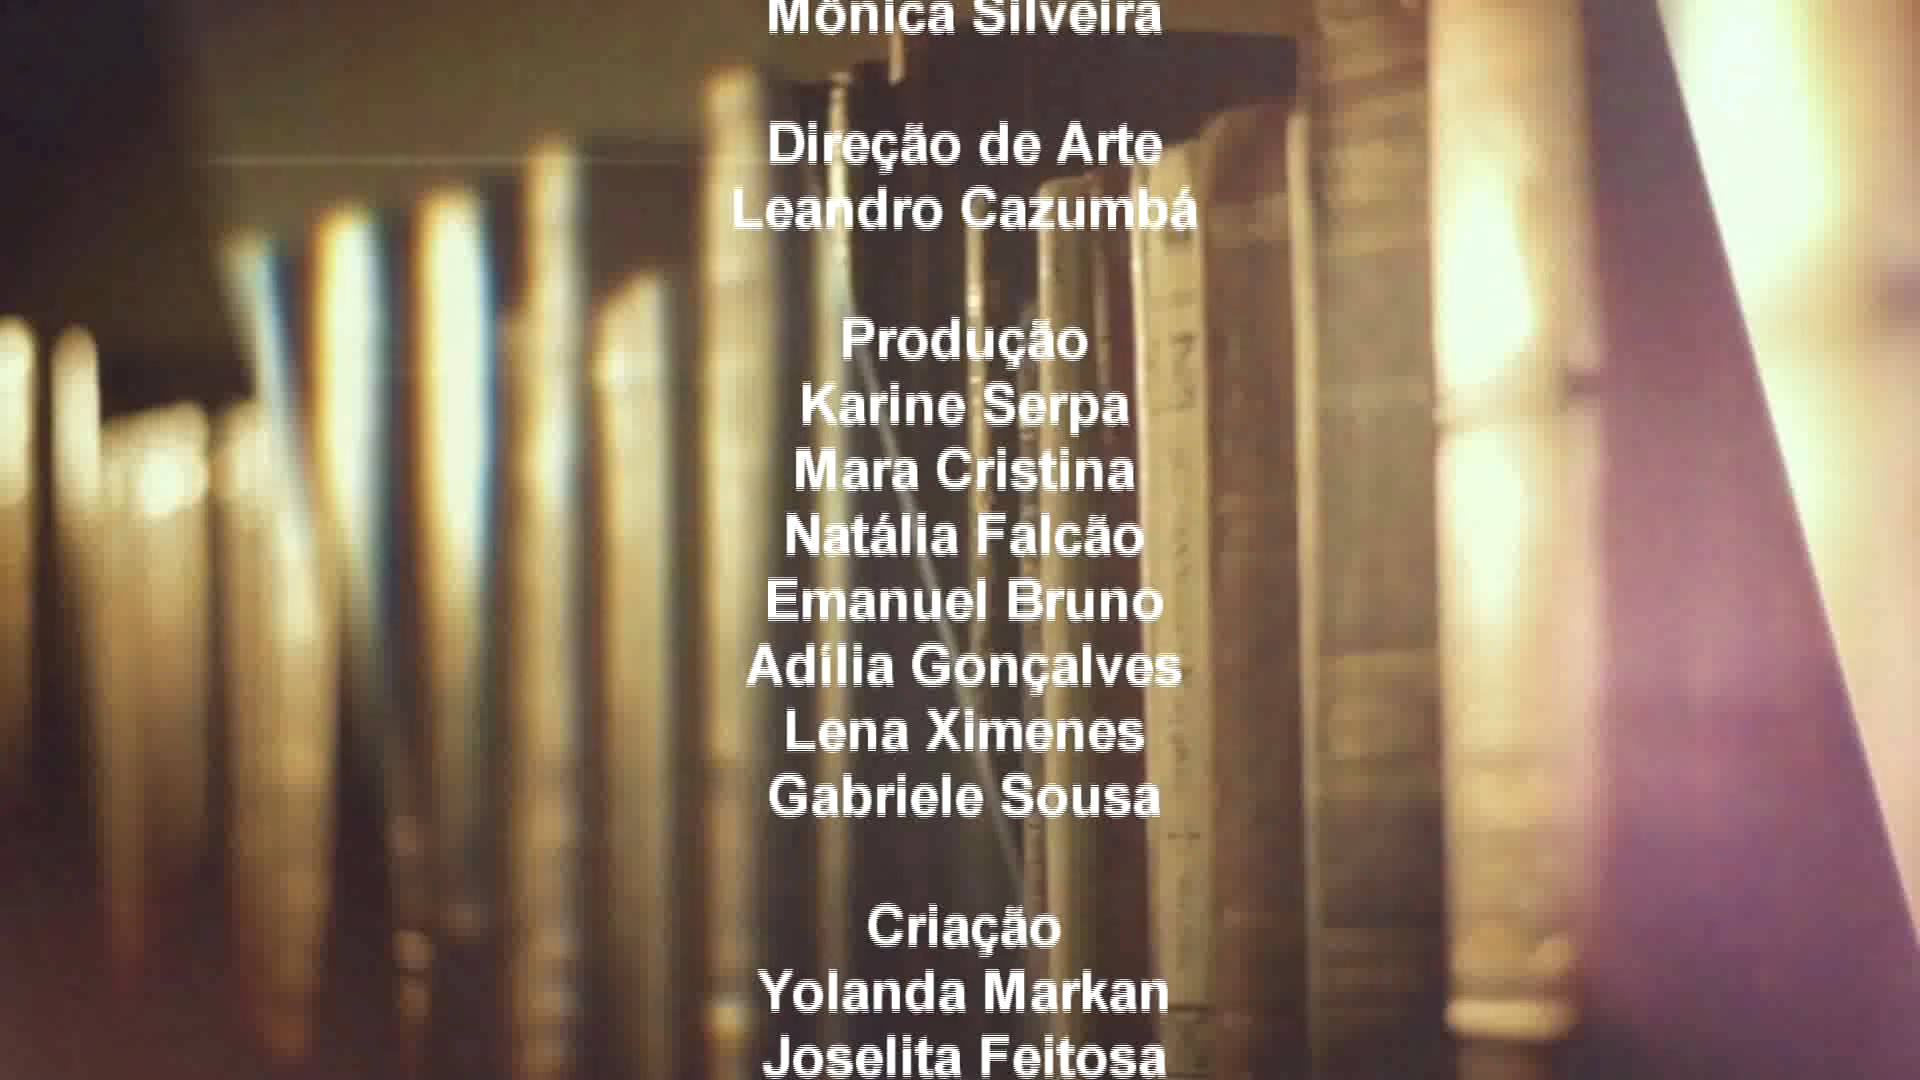 Mônica Silveira
Direção de Arte
Leandro Cazumbá
Produção
Karine Serpa
Mara Cristina
Natália Falcão
Emanuel Bruno
Adília Gonçalves
Lena Ximenes
Gabriele Sousa
Criação
Yolanda Markan
Joselita Feitosa